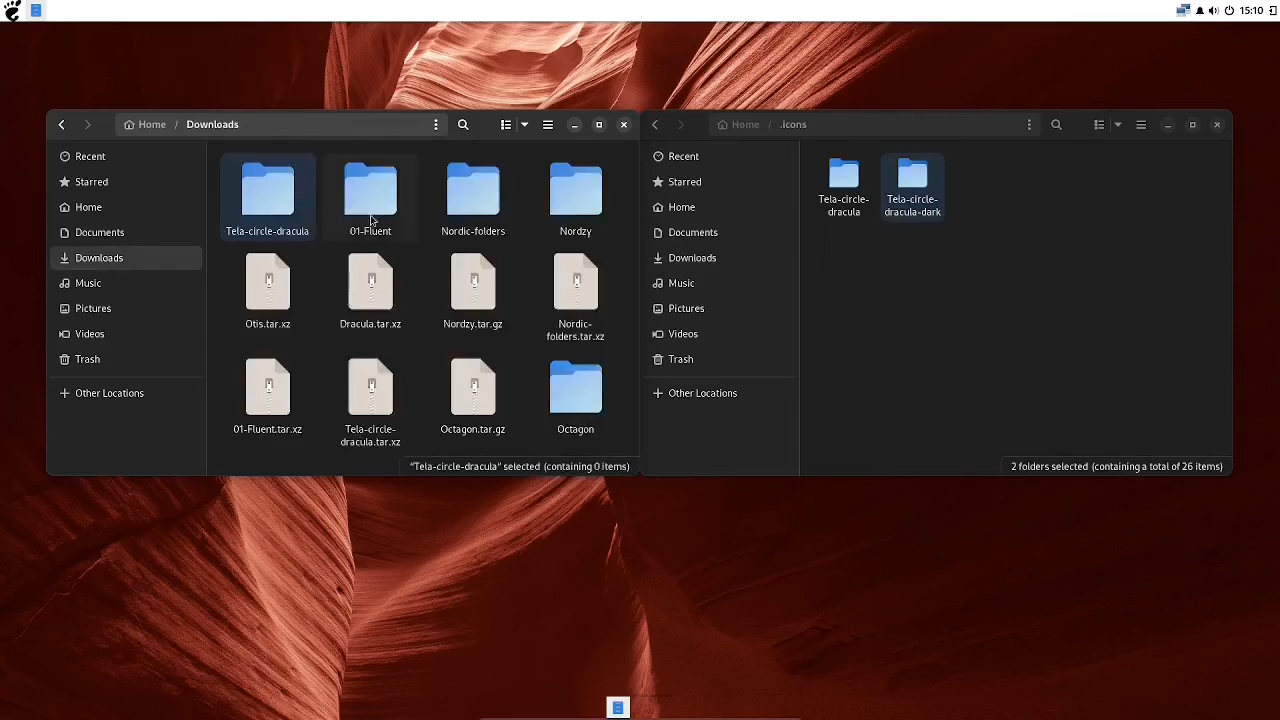 15:10
Home / Downloads
Recent
Starred
Home
Documents
Downloads
Music
Pictures
Videos
Trash
Other Locations
Tela-circle-dracula
01-Fluent
Nordic-folders
Nordzy
Otis.tar.xz
Dracula.tar.xz
Nordzy.tar.gz
Nordic-
folders.tar.xz
01-Fluent.tar.xz
Tela-circle-
dracula.tar.xz
Octagon.tar.gz
Octagon
"Tela-circle-dracula" selected (containing 0 items)
Home / .icons
Recent
Starred
Home
Documents
Downloads
Music
Pictures
Videos
Trash
Other Locations
Tela-circle-
dracula
Tela-circle-
dracula-dark
2 folders selected (containing a total of 26 items)